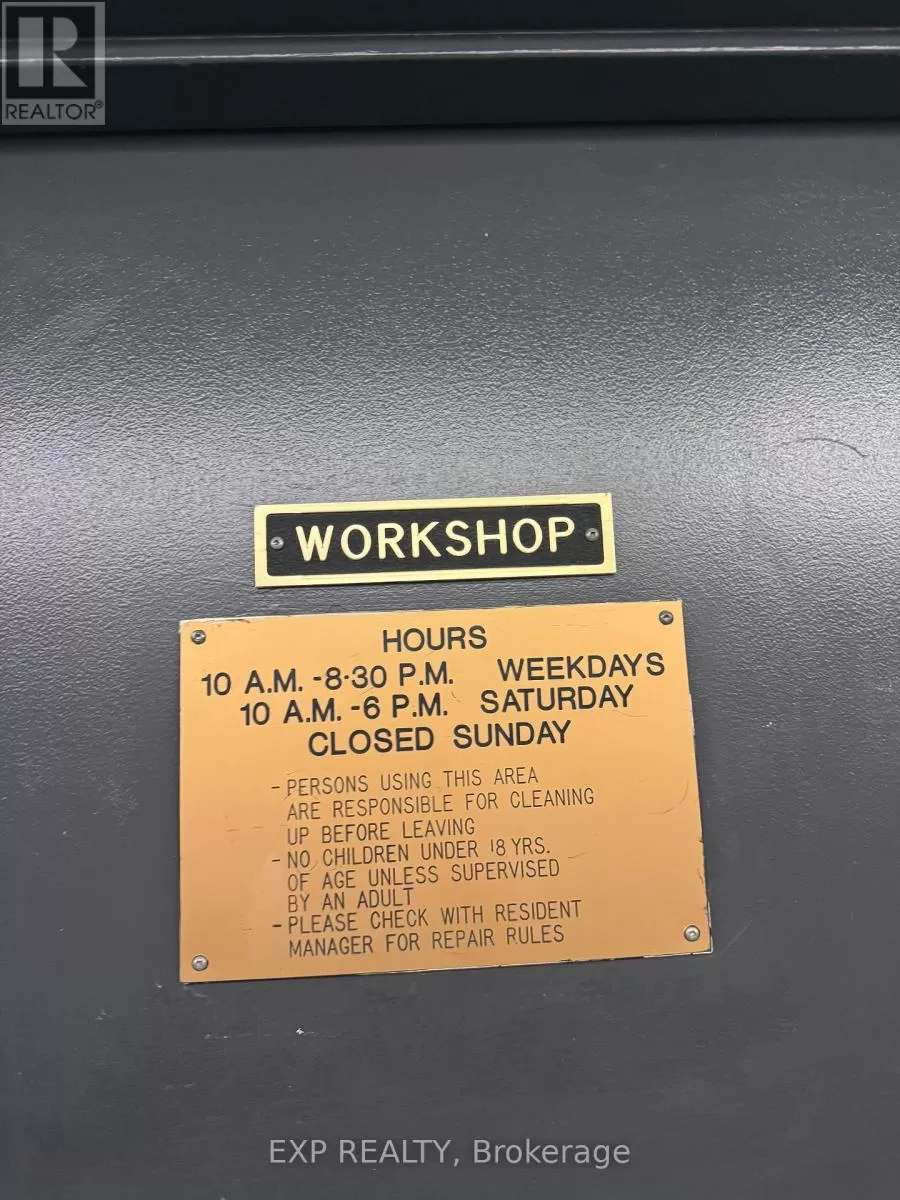 R
REALTOR®
WORKSHOP
HOURS
10 A.M. -8·30 P.M. WEEKDAYS
10 A.M. -6 P.M. SATURDAY
CLOSED SUNDAY
- PERSONS USING THIS AREA
ARE RESPONSIBLE FOR CLEANING
UP BEFORE LEAVING
- NO CHILDREN UNDER 18 YRS.
OF AGE UNLESS SUPERVISED
BY AN ADULT
- PLEASE CHECK WITH RESIDENT
MANAGER FOR REPAIR RULES
EXP REALTY, Brokerage